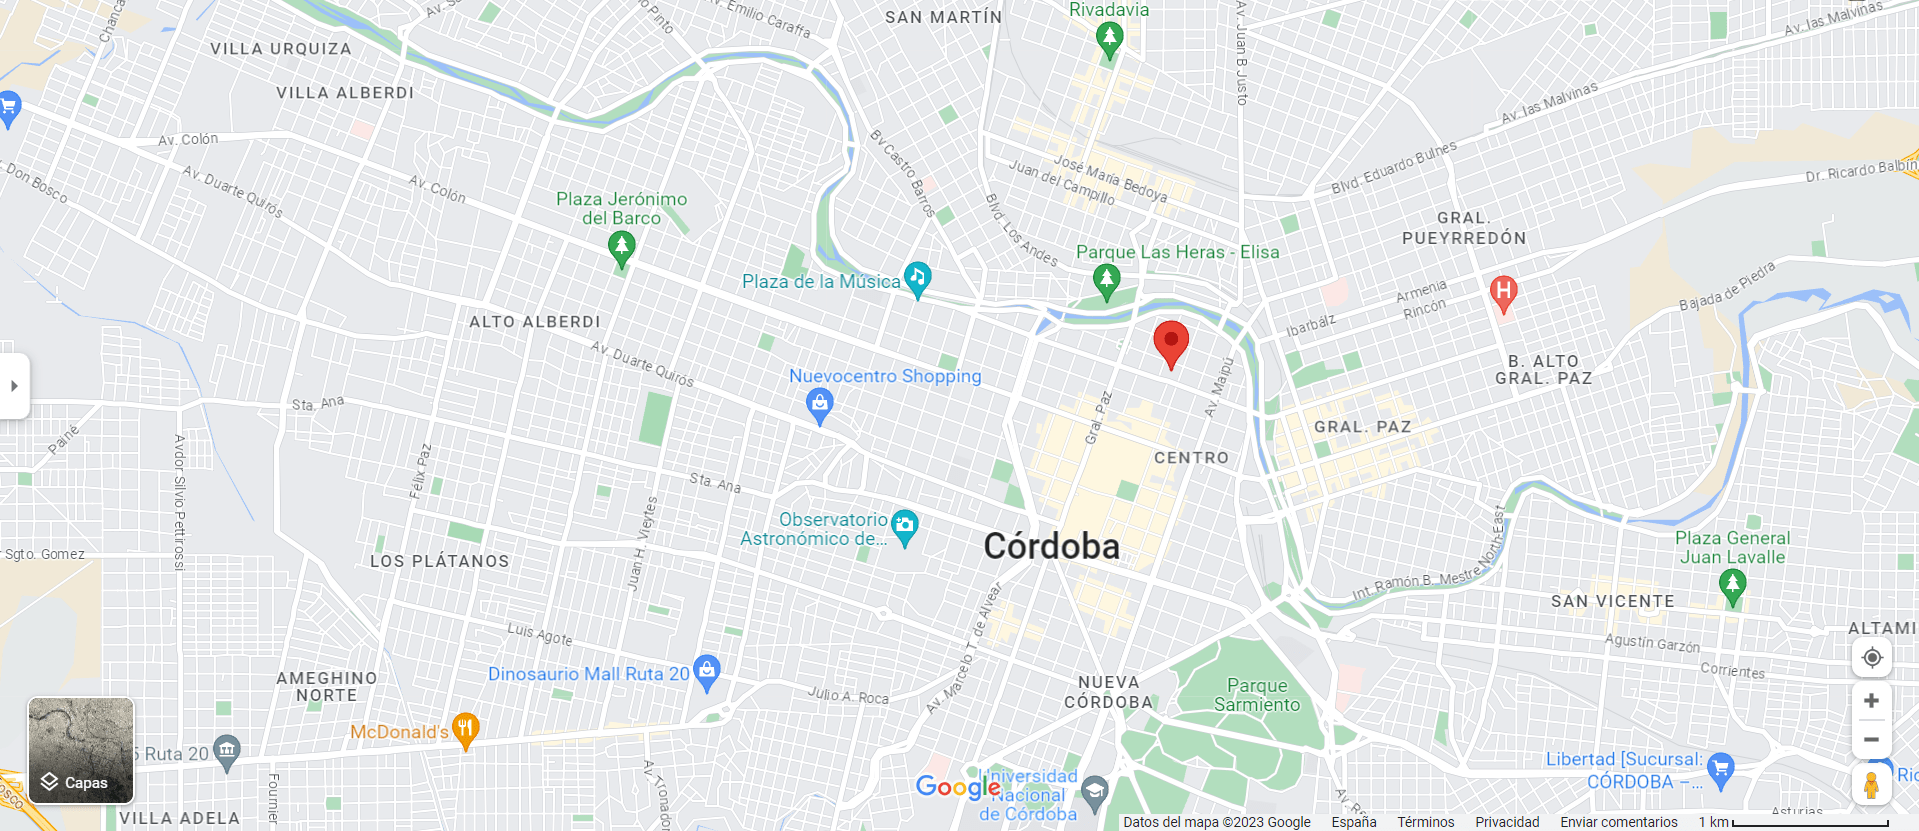 SAN MARTÍN
Rivadavia
Av. Emilio Caraffa
Av. Juan B Justo
Av. las Malvinas
VILLA URQUIZA
VILLA ALBERDI
Av. las Malvinas
Av. Colón
Bv Castro Barros
José María Bedoya
Juan del Campillo
Blvd. Eduardo Bulnes
Dr. Ricardo Balbín
Don Bosco
Av. Duarte Quirós
Av. Colón
Plaza Jerónimo
del Barco
Blvd. Los Andes
GRAL.
PUEYRREDÓN
Parque Las Heras - Elisa
Plaza de la Música
Armenia
Rincón
Bajada de Piedra
ALTO ALBERDI
Ibarbálz
Av. Duarte Quirós
Nuevocentro Shopping
Av. Maipú
B. ALTO
GRAL. PAZ
Sta. Ana
Gral. Paz
GRAL. PAZ
Painé
Avdor Silvio Pettirossi
Félix Paz
CENTRO
Sta. Ana
Juan H. Vieytes
Observatorio
Astronómico de...
Córdoba
Sgto. Gomez
LOS PLÁTANOS
Plaza General
Juan Lavalle
Int. Ramón B. Mestre North-East
SAN VICENTE
Luis Agote
Av. Marcelo T. de Alvear
ALTAMI
Agustín Garzón
Corrientes
Dinosaurio Mall Ruta 20
AMEGHINO
NORTE
Julio A. Roca
NUEVA
CÓRDOBA
Parque
Sarmiento
McDonald's
5 Ruta 20
Capas
Fournier
Google
Universidad
Nacional
de Córdoba
Libertad [Sucursal:
CÓRDOBA –...
Asturias
VILLA ADELA
Datos del mapa ©2023 Google
España
Términos
Privacidad
Enviar comentarios
1 km